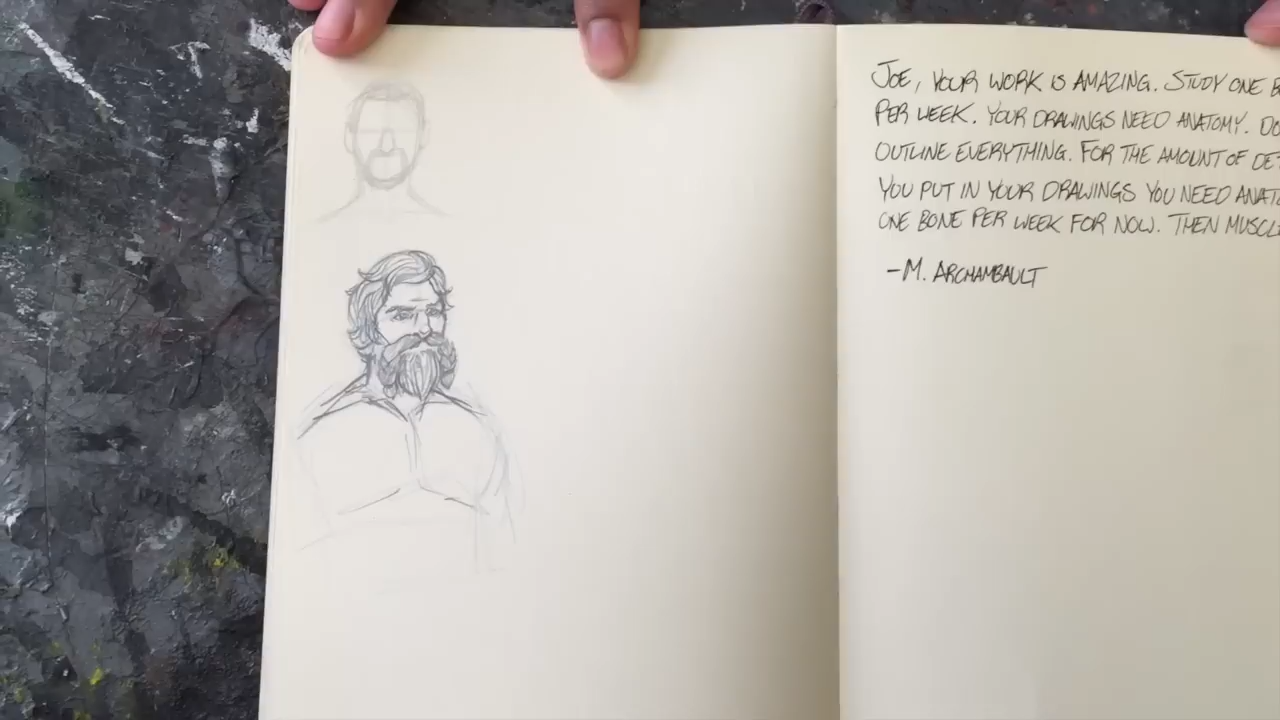 JOE, YOUR WORK IS AMAZING. STUDY ONE
PER WEEK. YOUR DRAWINGS NEED ANATOMY.
OUTLINE EVERYTHING. FOR THE AMOUNT OF
YOU PUT IN YOUR DRAWINGS YOU NEED
ONE BONE PER WEEK FOR NOW. THEN
-M. ARCHAMBAULT